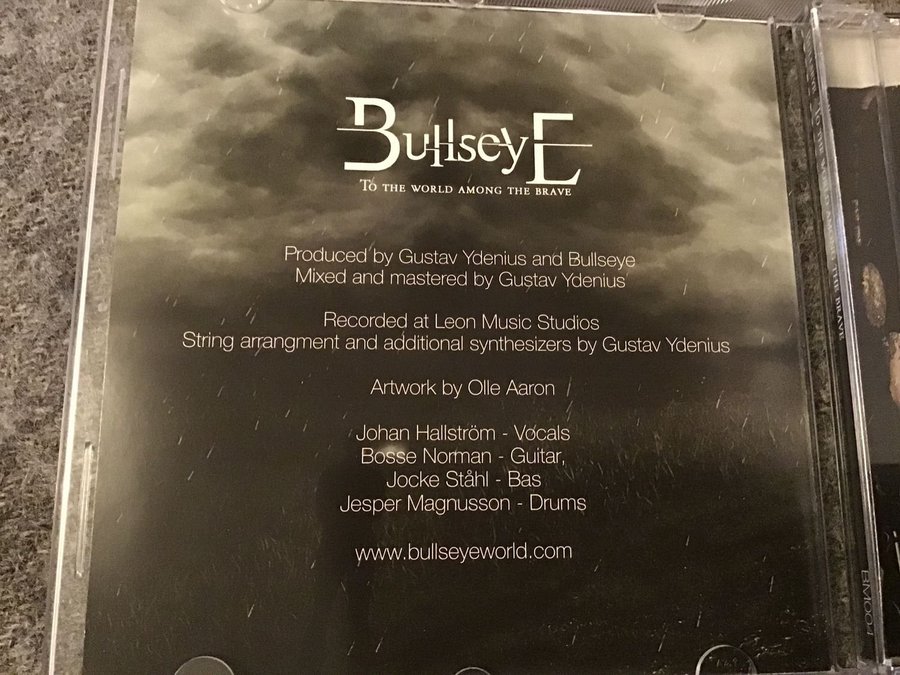 BullseyE
TO THE WORLD AMONG THE BRAVE
Produced by Gustav Ydenius and Bullseye
Mixed and mastered by Gustav Ydenius
Recorded at Leon Music Studios
String arrangment and additional synthesizers by Gustav Ydenius
Artwork by Olle Aaron
Johan Hallström - Vocals
Bosse Norman - Guitar,
Jocke Ståhl - Bas
Jesper Magnusson - Drums
www.bullseyeworld.com